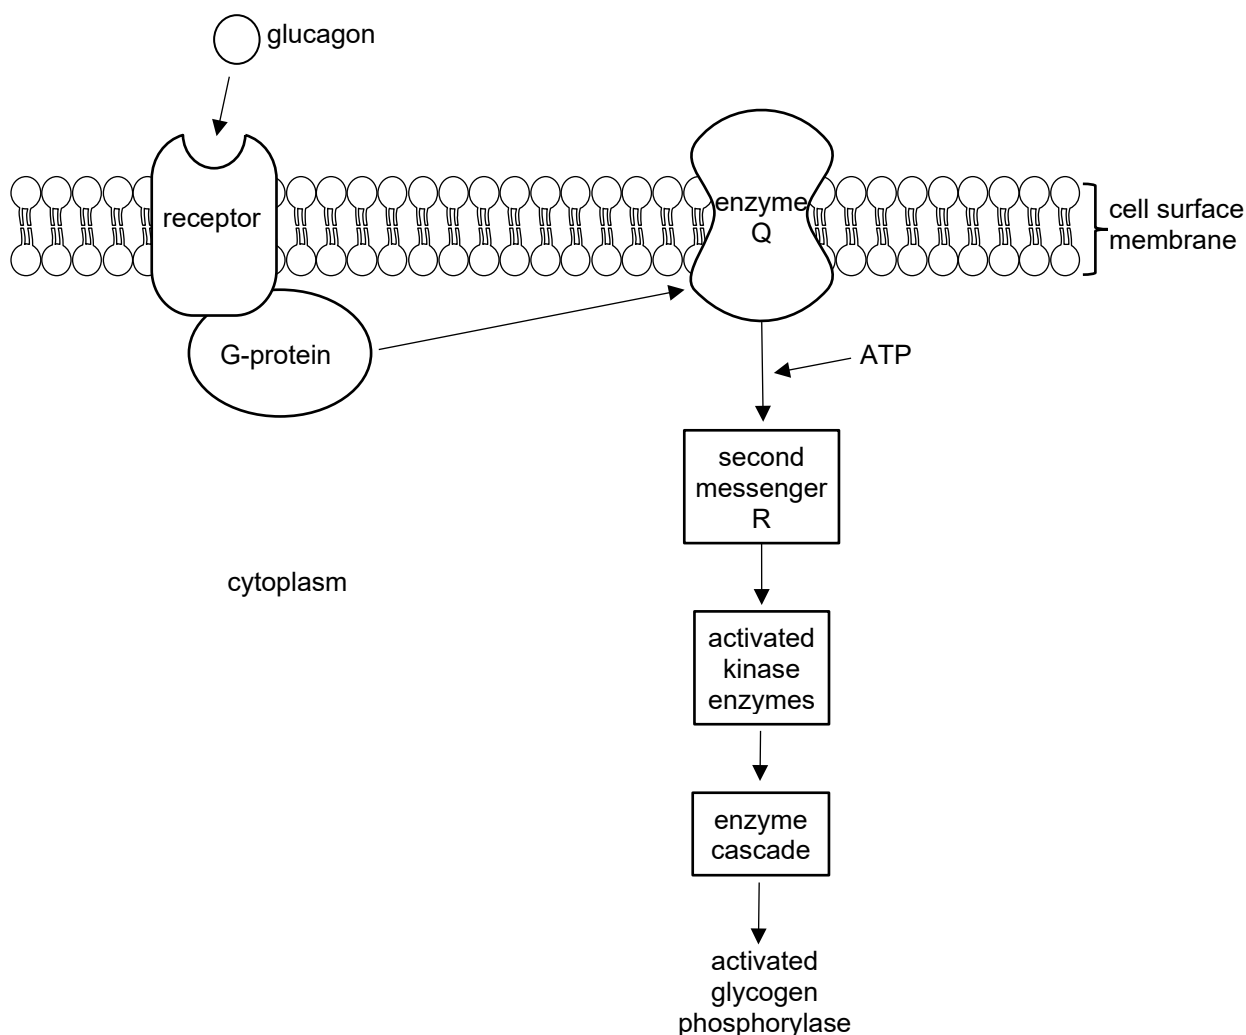 glucagon
receptor
enzyme
Q
cell surface
membrane
G-protein
ATP
second
messenger
R
cytoplasm
activated
kinase
enzymes
enzyme
cascade
activated
glycogen
phosphorylase